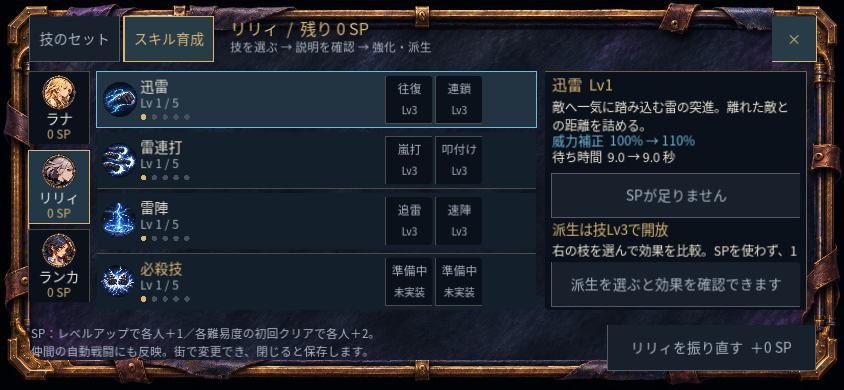 技のセット
スキル育成
リリィ / 残り 0 SP
技を選ぶ → 説明を確認 → 強化・派生
×
ラナ
0 SP
リリィ
0 SP
ランカ
0 SP
迅雷
Lv 1 / 5
往復
Lv3
連鎖
Lv3
雷連打
Lv 1 / 5
嵐打
Lv3
叩付け
Lv3
雷陣
Lv 1 / 5
追雷
Lv3
速陣
Lv3
必殺技
Lv 1 / 5
準備中
未実装
準備中
未実装
迅雷 Lv1
敵へ一気に踏み込む雷の突進。離れた敵と
の距離を詰める。
威力補正 100% → 110%
待ち時間 9.0 → 9.0 秒
SPが足りません
派生は技Lv3で開放
右の枝を選んで効果を比較。SPを使わず、1
派生を選ぶと効果を確認できます
SP：レベルアップで各人＋1／各難易度の初回クリアで各人＋2。
仲間の自動戦闘にも反映。街で変更でき、閉じると保存します。
リリィを振り直す ＋0 SP